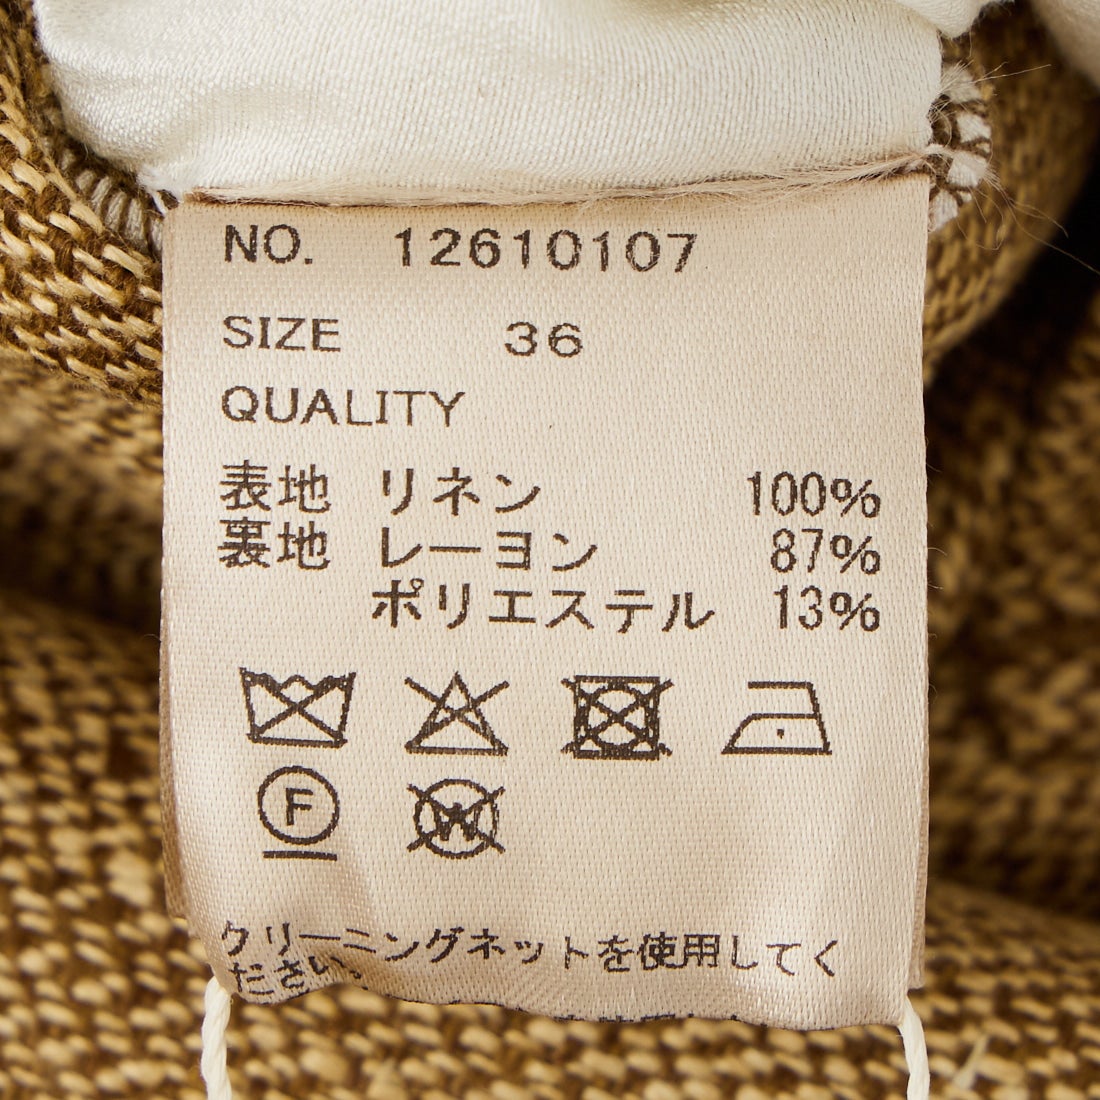 NO. 12610107
SIZE 36
QUALITY
表地 リネン 100%
裏地 レーヨン 87%
ポリエステル 13%
F
W
クリーニングネットを使用してく
ださい。